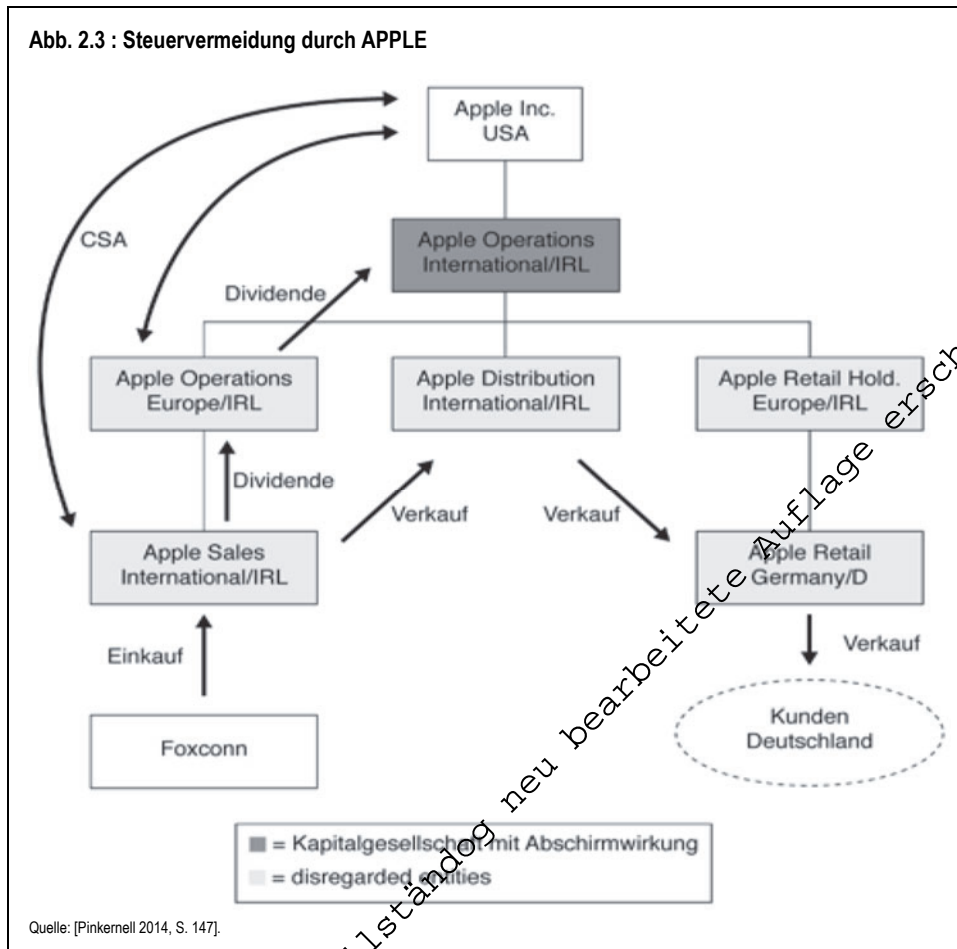 Abb. 2.3 : Steuervermeidung durch APPLE
Apple Inc.
USA
CSA
Apple Operations
International/IRL
Dividende
Apple Operations
Europe/IRL
Apple Distribution
International/IRL
Apple Retail Hold.
Europe/IRL
Dividende
Verkauf
Verkauf
Apple Sales
International/IRL
Apple Retail
Germany/D
Einkauf
Verkauf
Foxconn
Kunden
Deutschland
= Kapitalgesellschaft mit Abschirmwirkung
= disregarded entities
Quelle: [Pinkernell 2014, S. 147].
neu bearbeitete Auflage